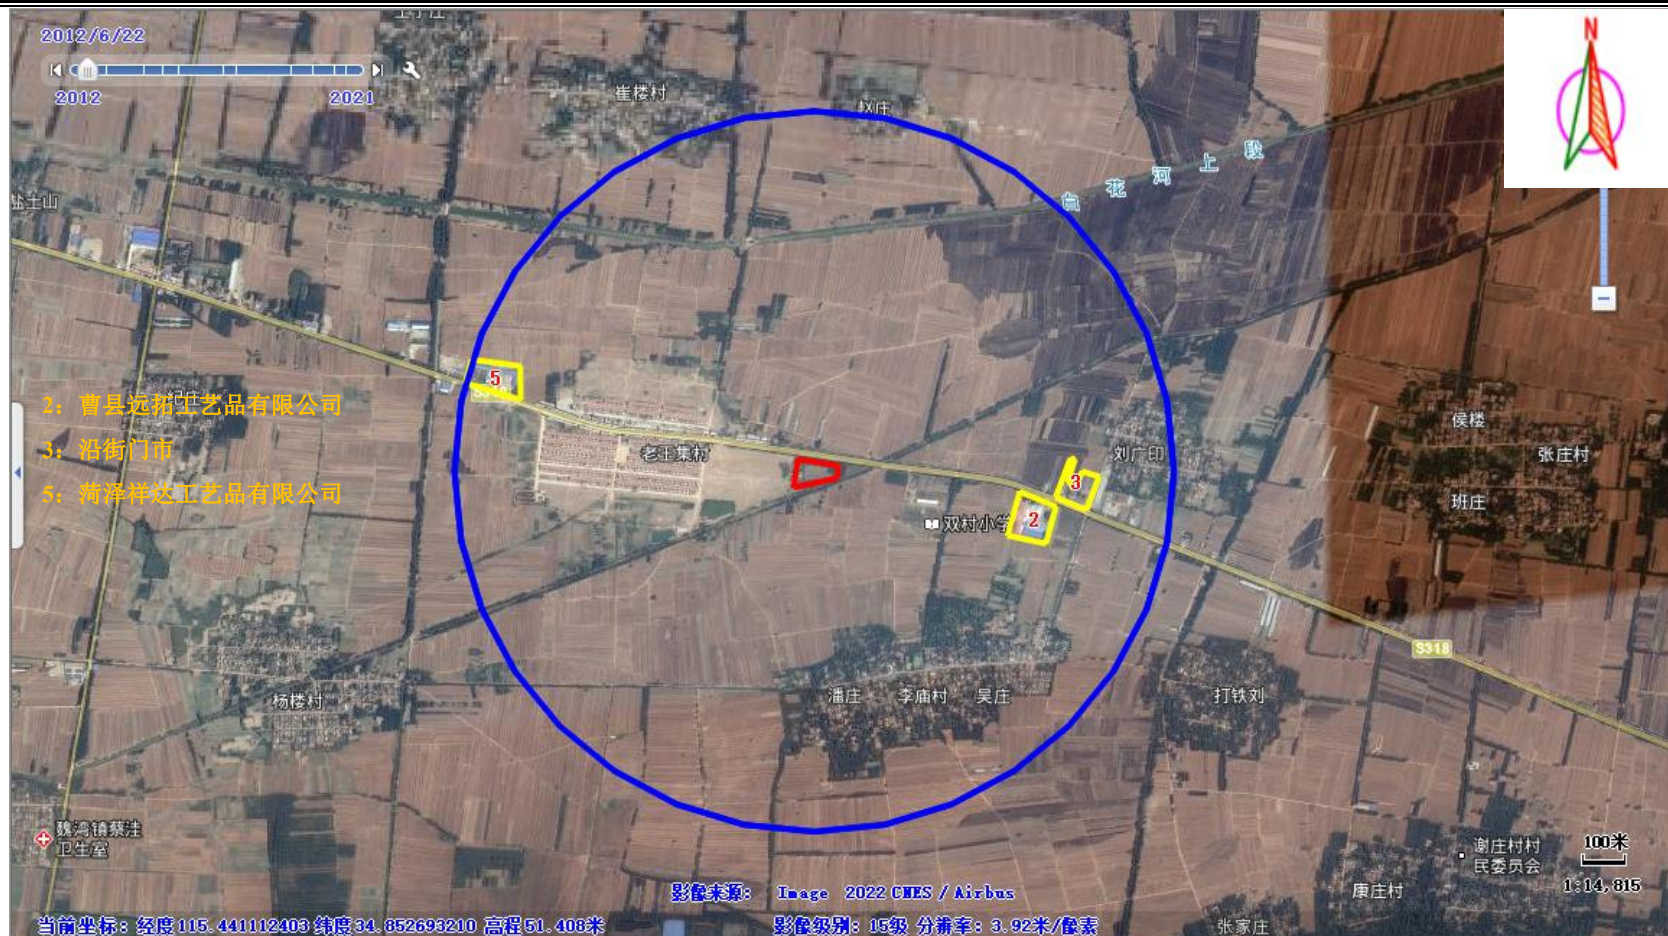 2012/6/22
2012
2021
N
崔楼村
赵庄
白花河上段
盐土山
5
2：曹县远拓工艺品有限公司
3：沿街门市
5：菏泽祥达工艺品有限公司
老王集村
刘广印
3
2
双村小学
侯楼
张庄村
班庄
S318
杨楼村
潘庄
李庙村
吴庄
打铁刘
魏湾镇蔡洼
卫生室
谢庄村村
民委员会
康庄村
张家庄
100米
1:14,815
影像来源： Image 2022 CNES / Airbus
当前坐标：经度115.441112403 纬度34.852693210 高程51.408米
影像级别：15级 分辨率：3.92米/像素